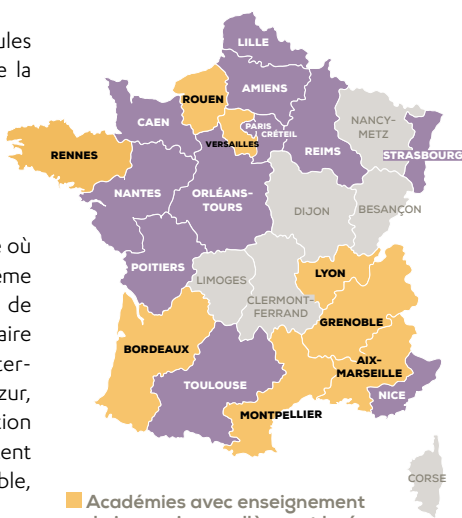 ules
e la
où
ème
de
aire
ter-
zur,
tion
tent
ble,
LILLE
AMIENS
ROUEN
CAEN
PARIS
CRÉTEIL
VERSAILLES
NANCY-
METZ
REIMS
STRASBOURG
RENNES
NANTES
ORLÉANS-
TOURS
DIJON
BESANÇON
POITIERS
LIMOGES
CLERMONT-
FERRAND
LYON
GRENOBLE
BORDEAUX
AIX-
MARSEILLE
TOULOUSE
NICE
MONTPELLIER
CORSE
Académies avec enseignement